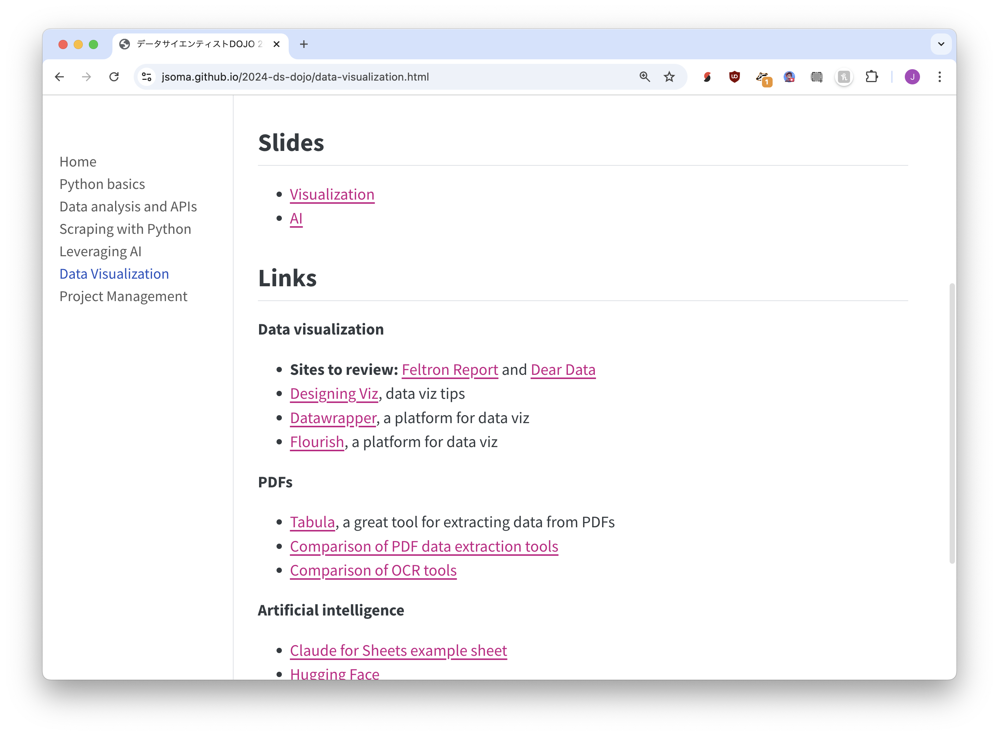 データサイエンティストDOJO 2
jsoma.github.io/2024-ds-dojo/data-visualization.html
1
J
Home
Python basics
Data analysis and APIs
Scraping with Python
Leveraging AI
Data Visualization
Project Management
Slides
Visualization
AI
Links
Data visualization
Sites to review: Feltron Report and Dear Data
Designing Viz, data viz tips
Datawrapper, a platform for data viz
Flourish, a platform for data viz
PDFs
Tabula, a great tool for extracting data from PDFs
Comparison of PDF data extraction tools
Comparison of OCR tools
Artificial intelligence
Claude for Sheets example sheet
Hugging Face